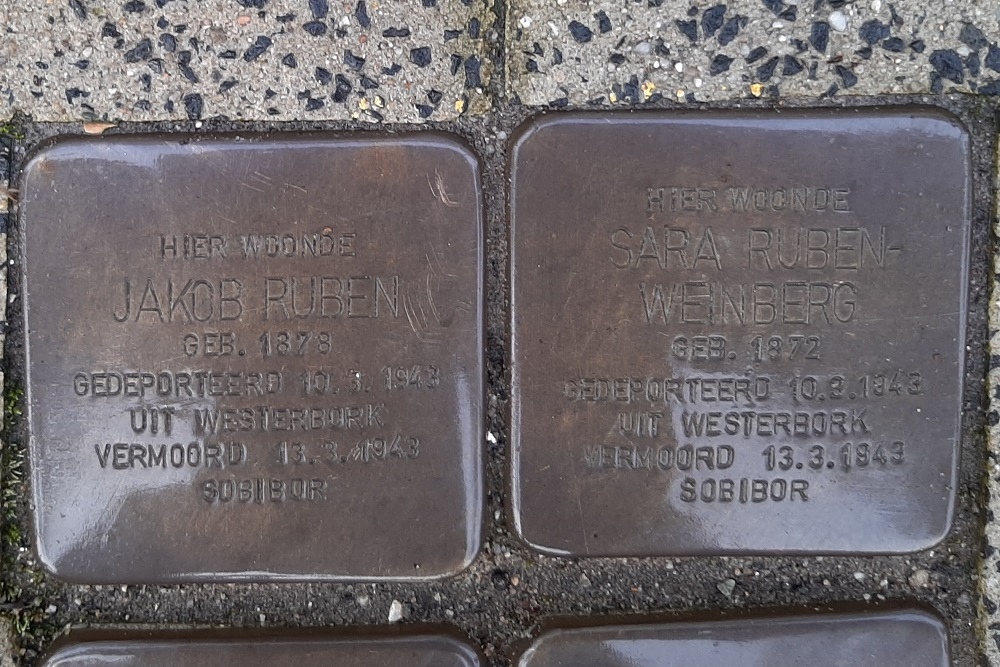 HIER WOONDE
JAKOB RUBEN
GEB. 1878
GEDEPORTEERD 10.3.1943
UIT WESTERBORK
VERMOORD 13.3.1943
SOBIBOR
HIER WOONDE
SARA RUBEN-
WEINBERG
GEB. 1872
GEDEPORTEERD 10.3.1943
UIT WESTERBORK
VERMOORD 13.3.1943
SOBIBOR